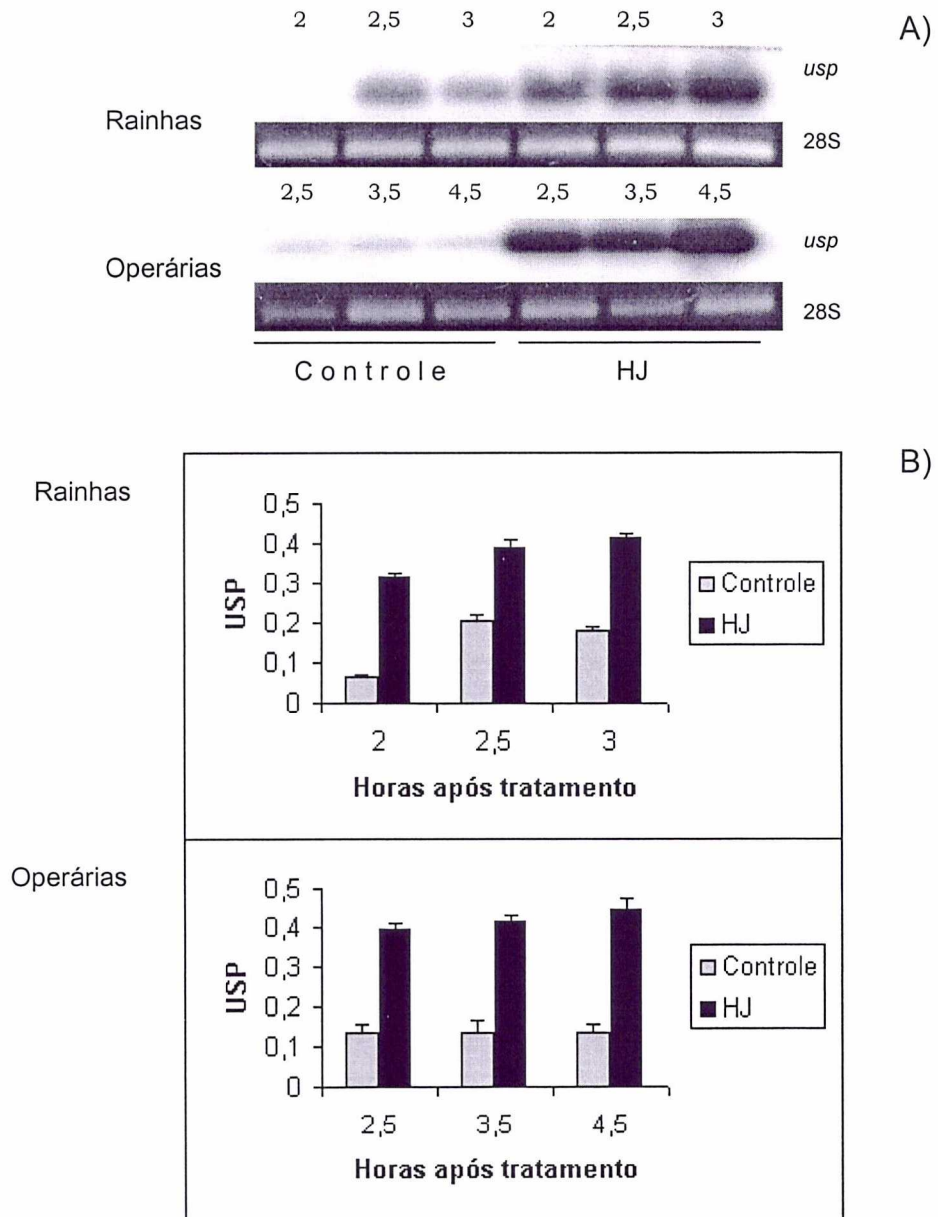 2 2,5 3 2 2,5 3 A)
usp
Rainhas
28S
2,5 3,5 4,5 2,5 3,5 4,5
usp
Operárias
28S
Controle HJ
B)
Rainhas
0,5
0,4
0,3
0,2
0,1
0
USP
2 2,5 3
Horas após tratamento
Controle
HJ
Operárias
0,5
0,4
0,3
0,2
0,1
0
USP
2,5 3,5 4,5
Horas após tratamento
Controle
HJ